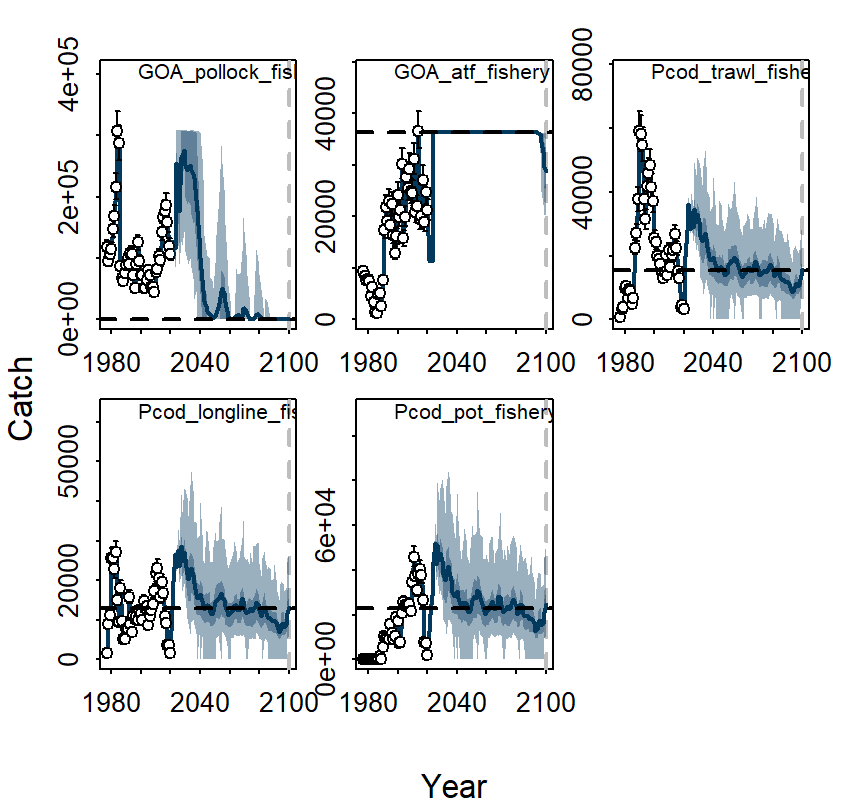 GOA_pollock_fish
GOA_atf_fishery
Pcod_trawl_fishe
0e+00 2e+05 4e+05
0 20000 40000
0 40000 80000
1980 2040 2100
1980 2040 2100
1980 2040 2100
Catch
Pcod_longline_fis
Pcod_pot_fishery
0 20000 50000
0e+00 6e+04
1980 2040 2100
1980 2040 2100
Year